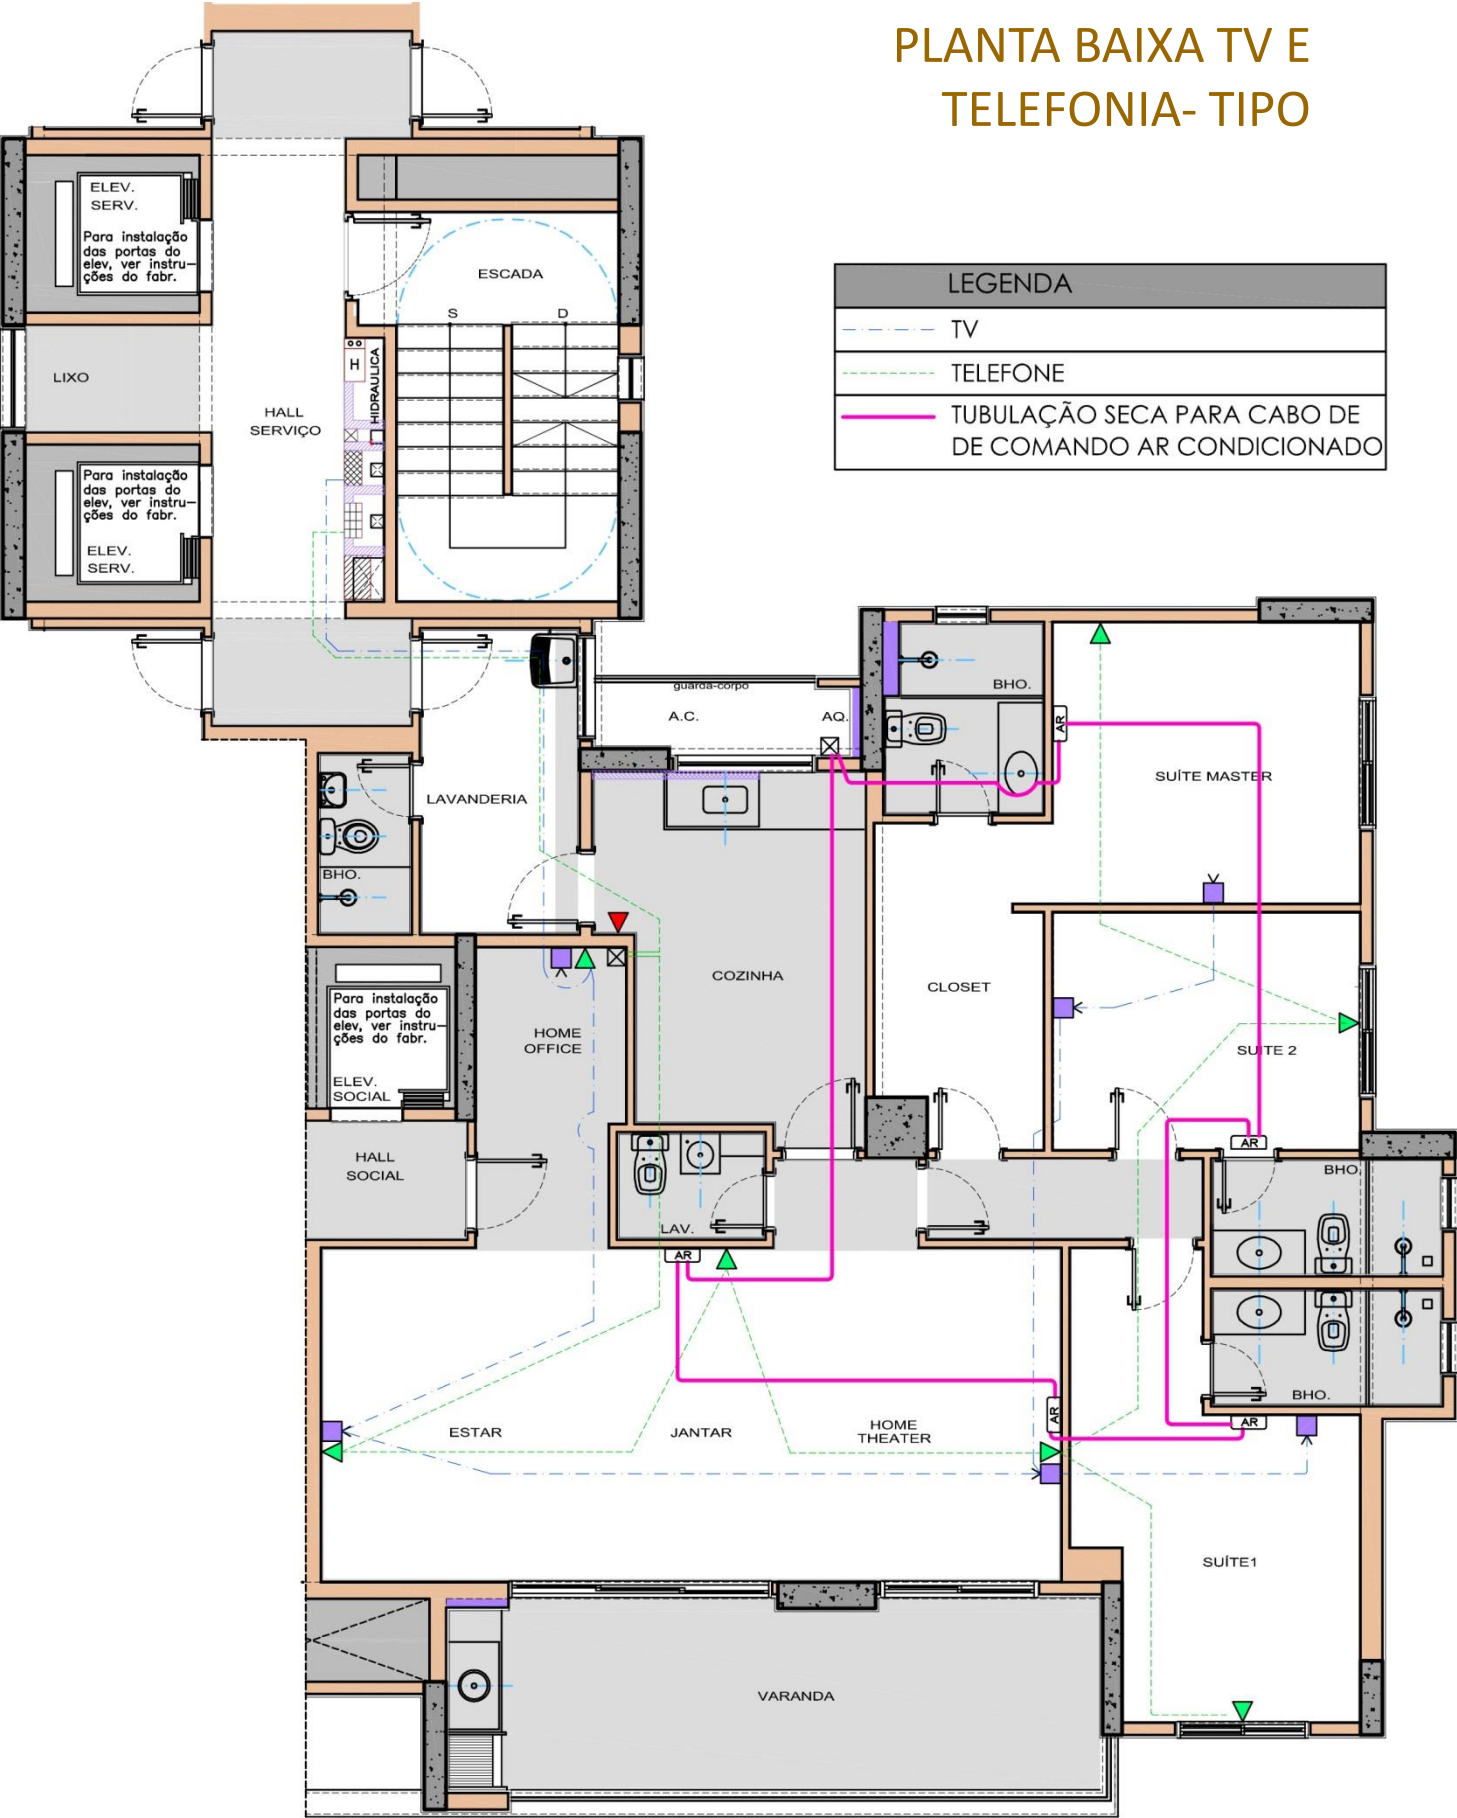 PLANTA BAIXA TV E
TELEFONIA- TIPO
LEGENDA
TV
TELEFONE
TUBULAÇÃO SECA PARA CABO DE
DE COMANDO AR CONDICIONADO
ELEV.
SERV.
Para instalação
das portas do
elev, ver instru-
ções do fabr.
ESCADA
S
D
LIXO
H
HIDRAULICA
HALL
SERVIÇO
Para instalação
das portas do
elev, ver instru-
ções do fabr.
ELEV.
SERV.
guarda-corpo
A.C.
AQ.
BHO.
AR
SUÍTE MASTER
LAVANDERIA
BHO.
COZINHA
CLOSET
Para instalação
das portas do
elev, ver instru-
ções do fabr.
ELEV.
SOCIAL
HOME
OFFICE
SUITE 2
HALL
SOCIAL
AR
BHO
LAV.
AR
BHO.
AR
AR
ESTAR
JANTAR
HOME
THEATER
SUÍTE1
VARANDA